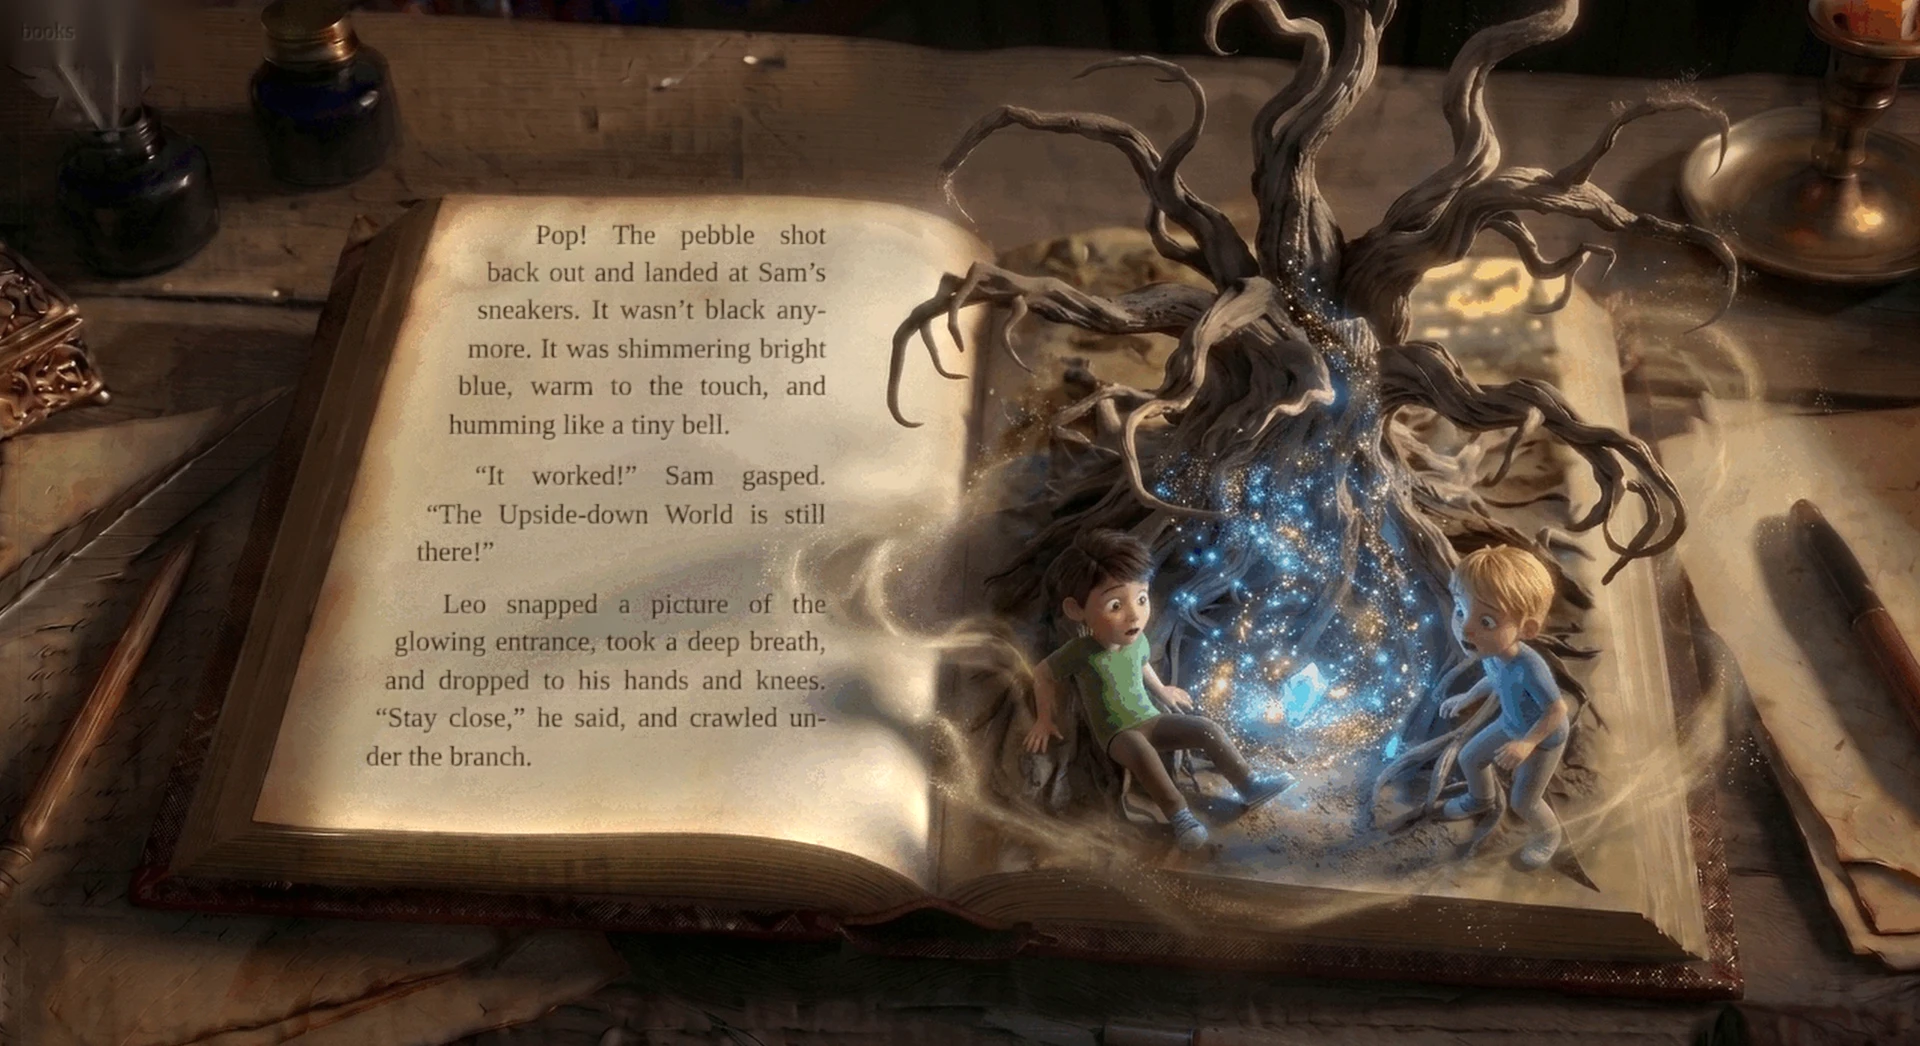 books
Pop! The pebble shot
back out and landed at Sam’s
sneakers. It wasn’t black any-
more. It was shimmering bright
blue, warm to the touch, and
humming like a tiny bell.
“It worked!” Sam gasped.
“The Upside-down World is still
there!”
Leo snapped a picture of the
glowing entrance, took a deep breath,
and dropped to his hands and knees.
“Stay close,” he said, and crawled un-
der the branch.